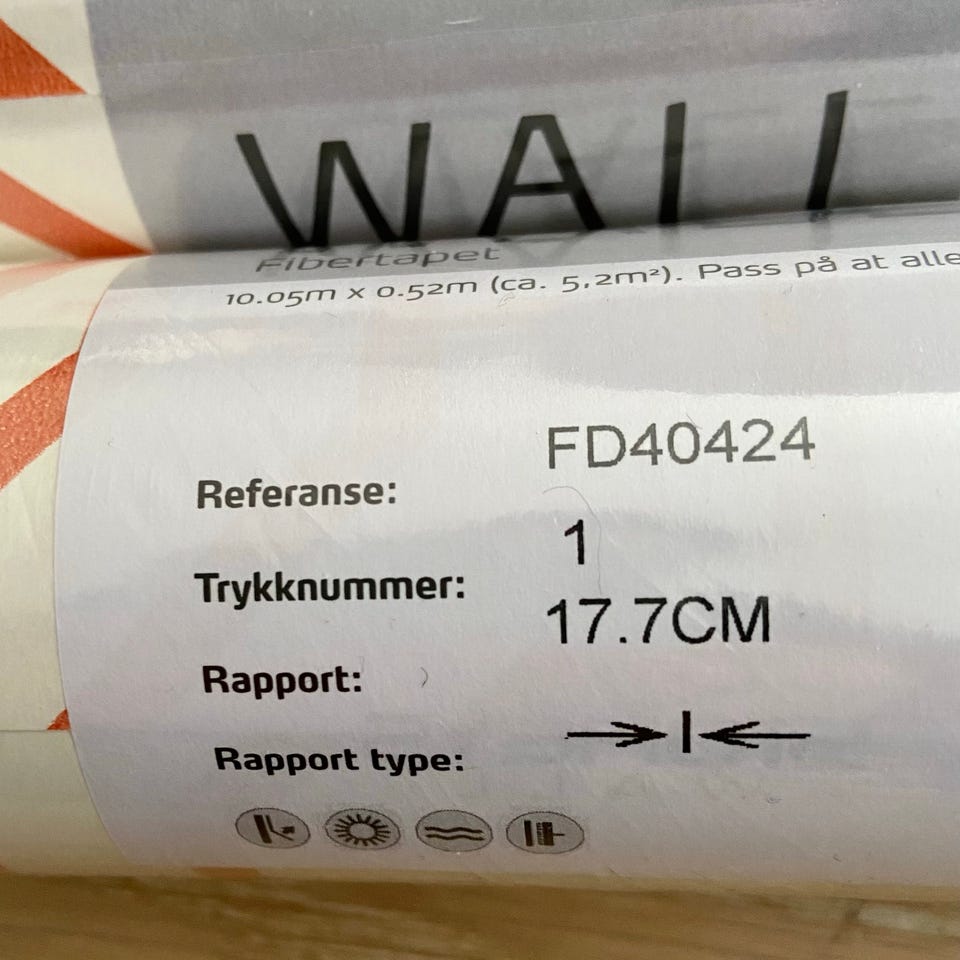 WALL
Fibertapet
10.05m x 0.52m (ca. 5,2m²). Pass på at alle
Referanse: FD40424
Trykknummer: 1
Rapport: 17.7CM
Rapport type: